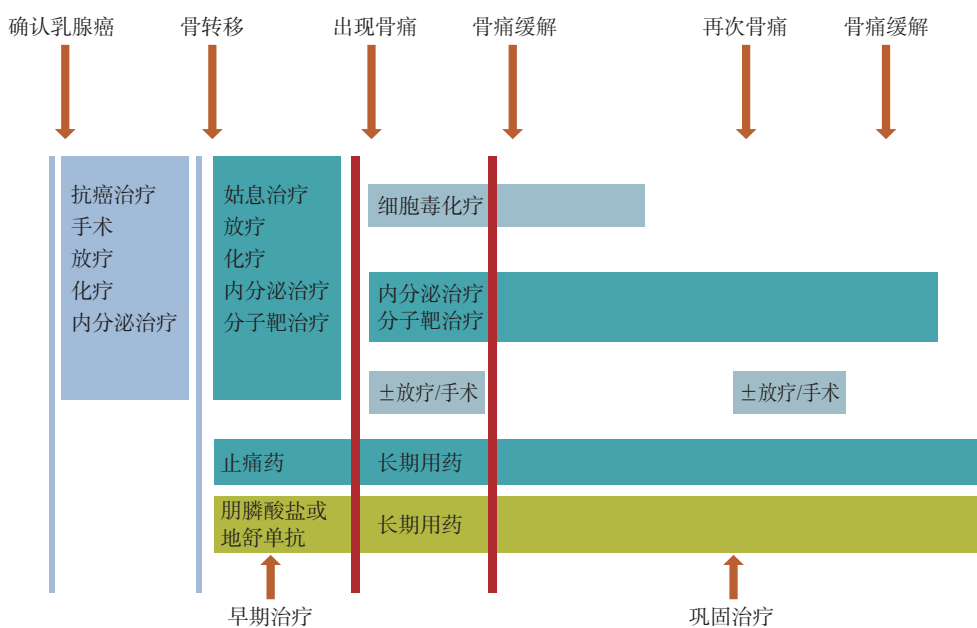 确认乳腺癌
骨转移
出现骨痛
骨痛缓解
再次骨痛
骨痛缓解
抗癌治疗
手术
放疗
化疗
内分泌治疗
姑息治疗
放疗
化疗
内分泌治疗
分子靶治疗
细胞毒化疗
内分泌治疗
分子靶治疗
±放疗/手术
±放疗/手术
止痛药
长期用药
朋膦酸盐或
地舒单抗
长期用药
早期治疗
巩固治疗